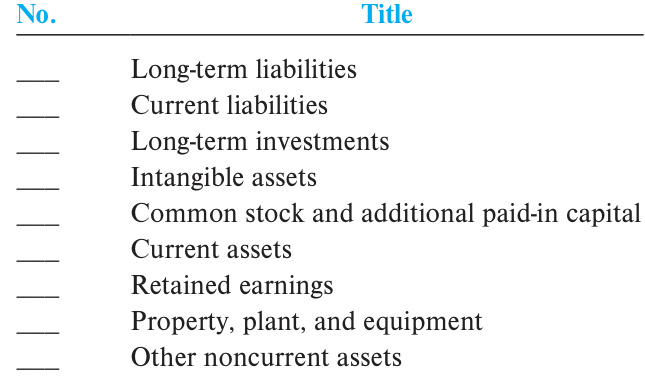 No. Title
___ Long-term liabilities
___ Current liabilities
___ Long-term investments
___ Intangible assets
___ Common stock and additional paid-in capital
___ Current assets
___ Retained earnings
___ Property, plant, and equipment
___ Other noncurrent assets